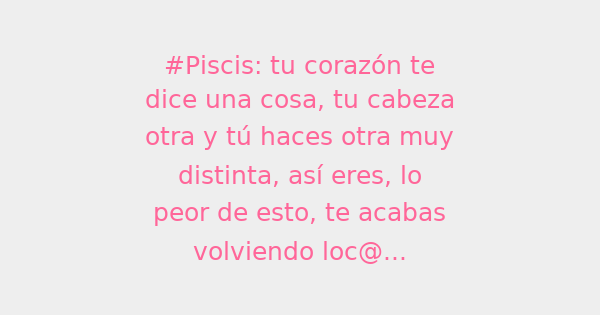 #Piscis: tu corazón te
dice una cosa, tu cabeza
otra y tú haces otra muy
distinta, así eres, lo
peor de esto, te acabas
volviendo loc@...